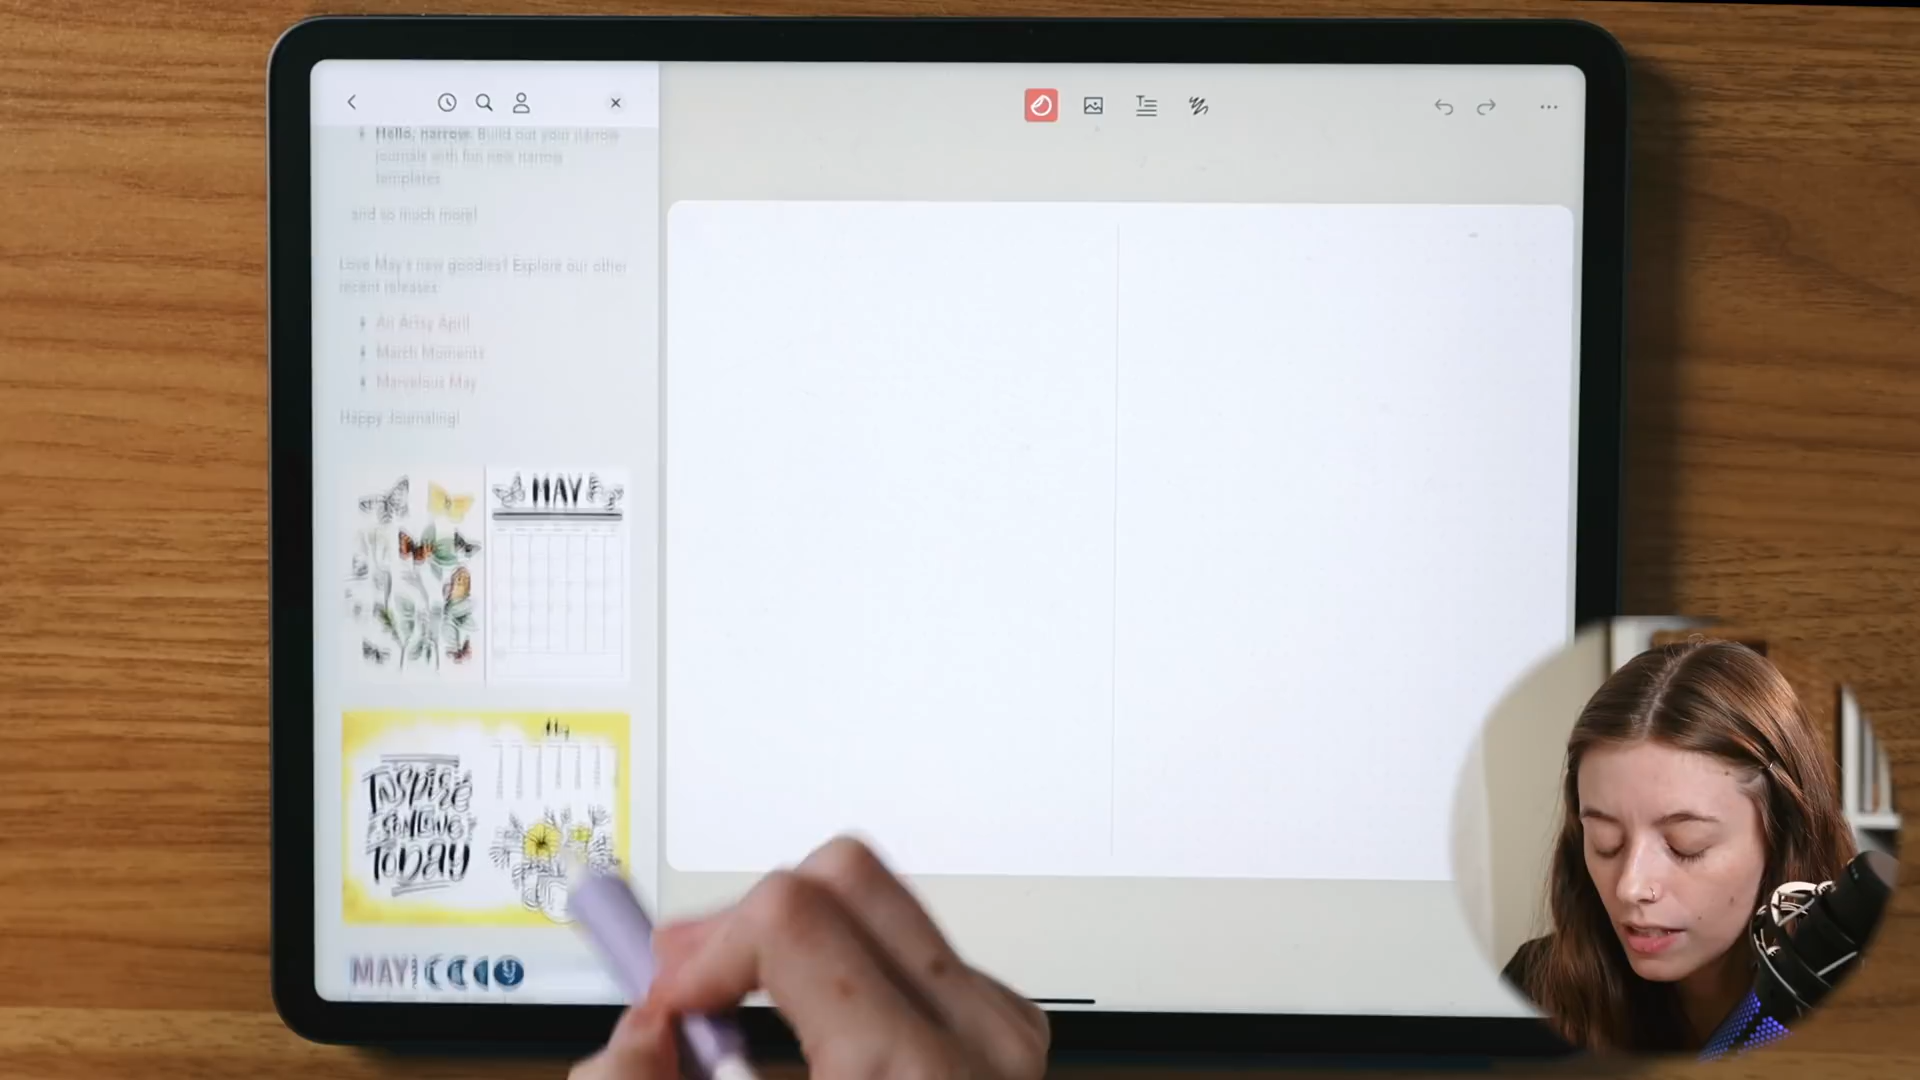 Hello, narrow. Build out your narrow
journals with fun new narrow
templates
and so much more!
Love May's new goodies? Explore our other
recent releases:
An Artsy April
March Moments
Marvelous May
Happy Journaling!
MAY
INSPIRE
SOMEONE
TODAY
MAY